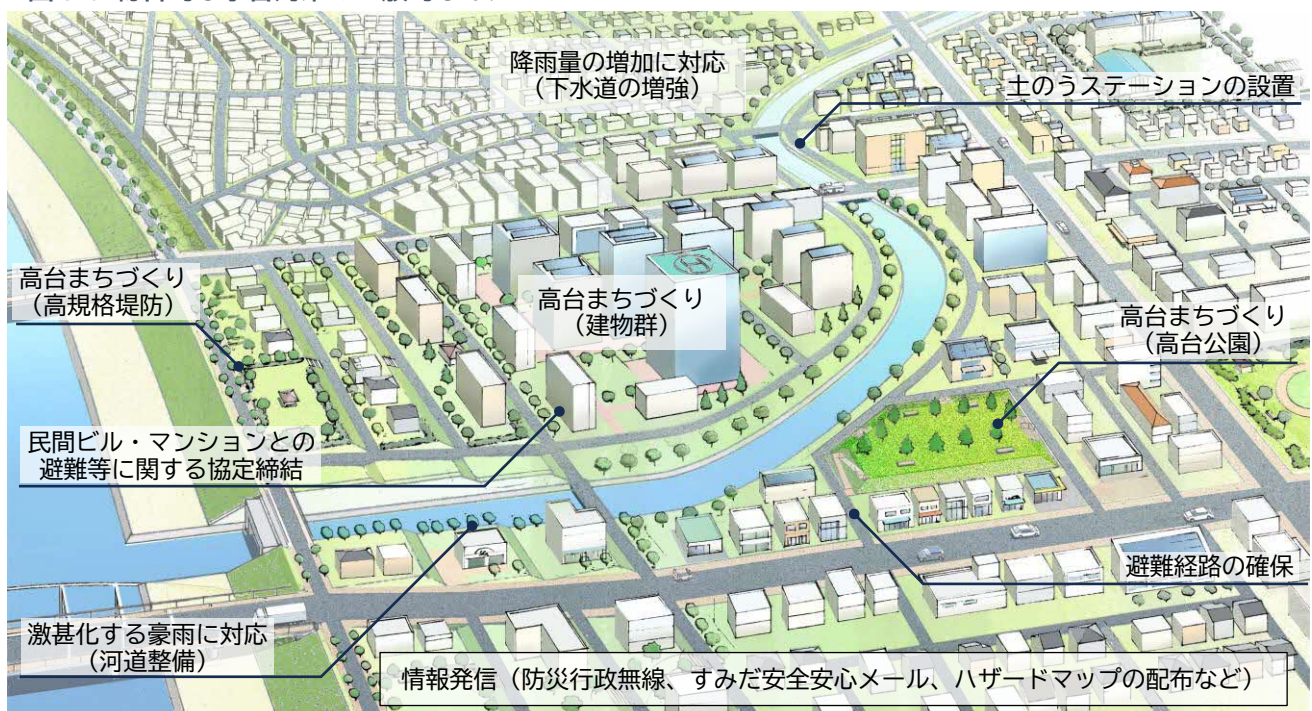 降雨量の増加に対応
（下水道の増強）
土のうステーションの設置
高台まちづくり
（高規格堤防）
高台まちづくり
（建物群）
高台まちづくり
（高台公園）
民間ビル・マンションとの
避難等に関する協定締結
避難経路の確保
激甚化する豪雨に対応
（河道整備）
情報発信（防災行政無線、すみだ安全安心メール、ハザードマップの配布など）